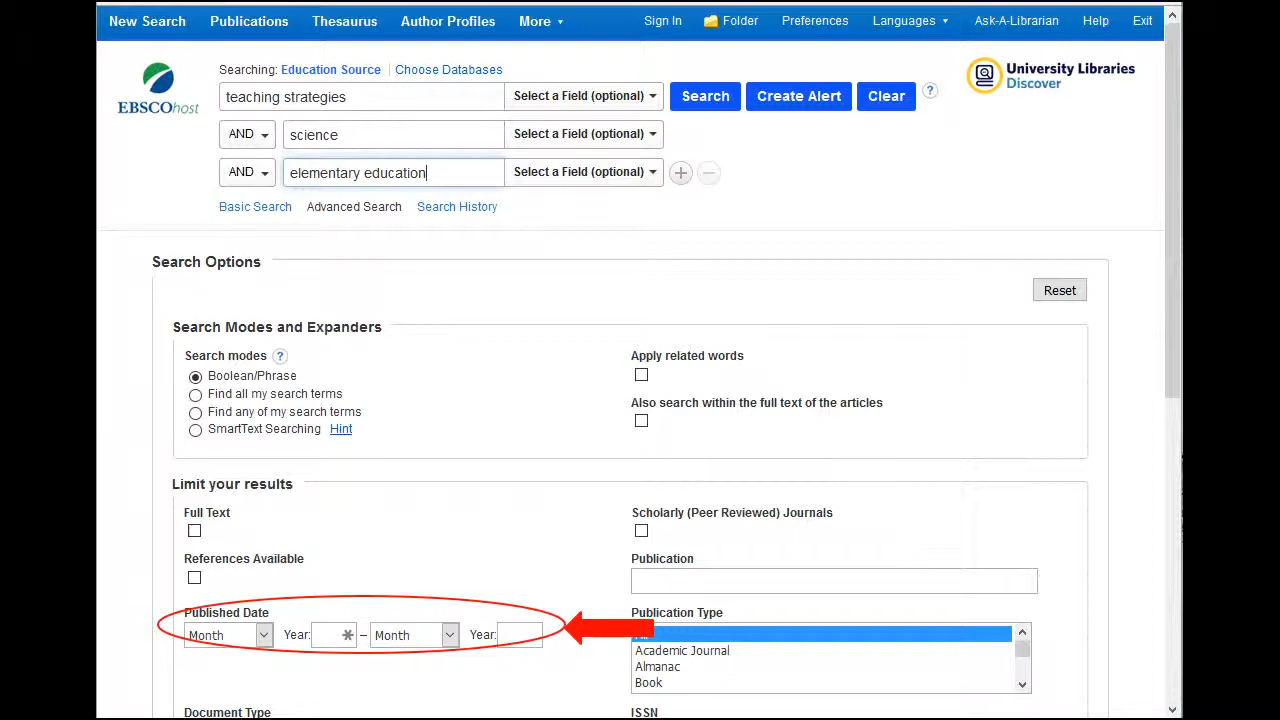 New Search Publications Thesaurus Author Profiles More Sign In Folder Preferences Languages Ask-A-Librarian Help Exit
Searching: Education Source Choose Databases
University Libraries
Discover
EBSCOhost
teaching strategies Select a Field (optional) Search Create Alert Clear ?
AND science Select a Field (optional)
AND elementary education Select a Field (optional)
Basic Search Advanced Search Search History
Search Options
Reset
Search Modes and Expanders
Search modes ? Apply related words
Boolean/Phrase
Find all my search terms Also search within the full text of the articles
Find any of my search terms
SmartText Searching Hint
Limit your results
Full Text Scholarly (Peer Reviewed) Journals
References Available Publication
Published Date Publication Type
Month Year: – Month Year:
Academic Journal
Almanac
Book
Document Type ISSN